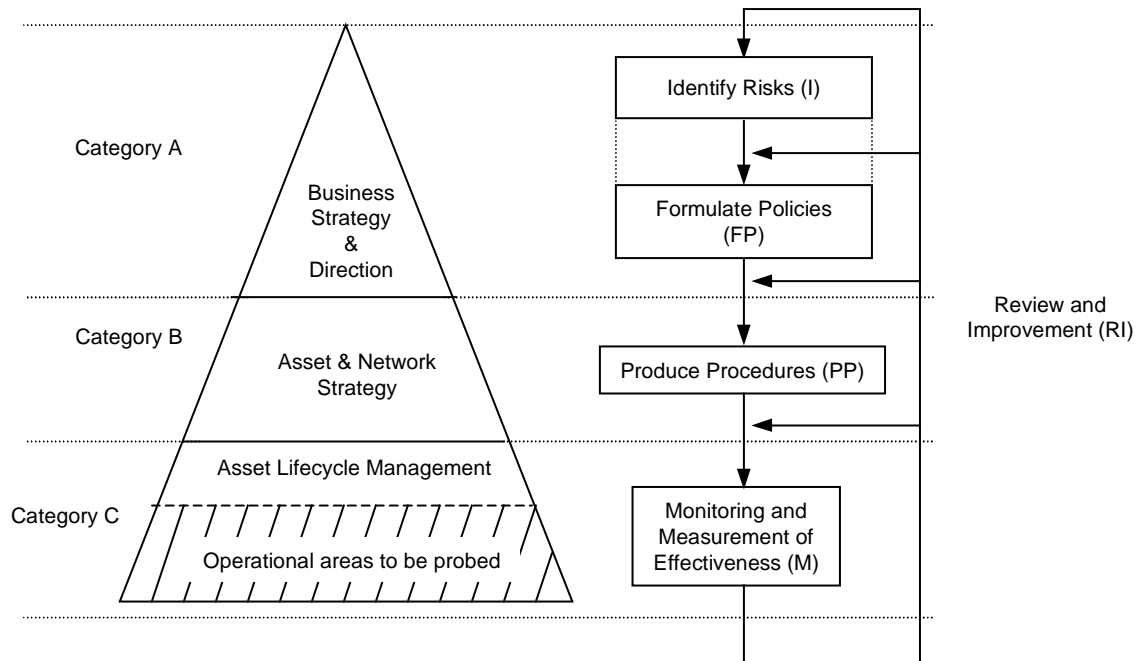 Category A
Business
Strategy
&
Direction
Identify Risks (I)
Formulate Policies
(FP)
Category B
Asset & Network
Strategy
Produce Procedures (PP)
Review and
Improvement (RI)
Category C
Asset Lifecycle Management
Operational areas to be probed
Monitoring and
Measurement of
Effectiveness (M)